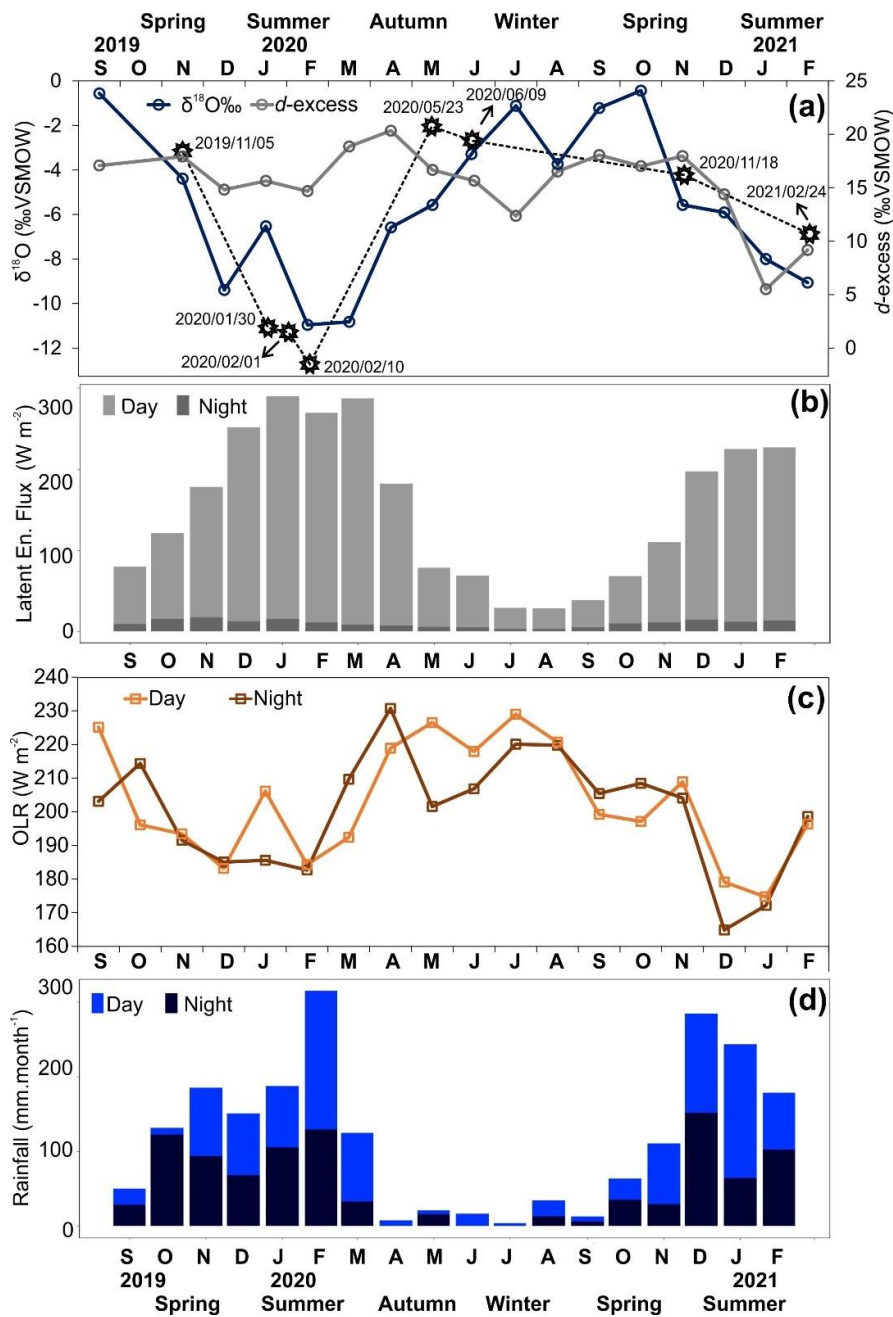 Spring Summer Autumn Winter Spring Summer
2019 2020 2021
S O N D J F M A M J J A S O N D J F
(a)
δ¹⁸O‰ d-excess
2019/11/05
2020/01/30
2020/02/01
2020/02/10
2020/05/23
2020/06/09
2020/11/18
2021/02/24
δ¹⁸O (‰VSMOW)
0
-2
-4
-6
-8
-10
-12
d-excess (‰VSMOW)
25
20
15
10
5
0
(b)
Day Night
Latent En. Flux (W m⁻²)
300
200
100
0
S O N D J F M A M J J A S O N D J F
(c)
Day Night
OLR (W m⁻²)
240
230
220
210
200
190
180
170
160
S O N D J F M A M J J A S O N D J F
(d)
Day Night
Rainfall (mm.month⁻¹)
300
200
100
0
S O N D J F M A M J J A S O N D J F
2019 2020 2021
Spring Summer Autumn Winter Spring Summer